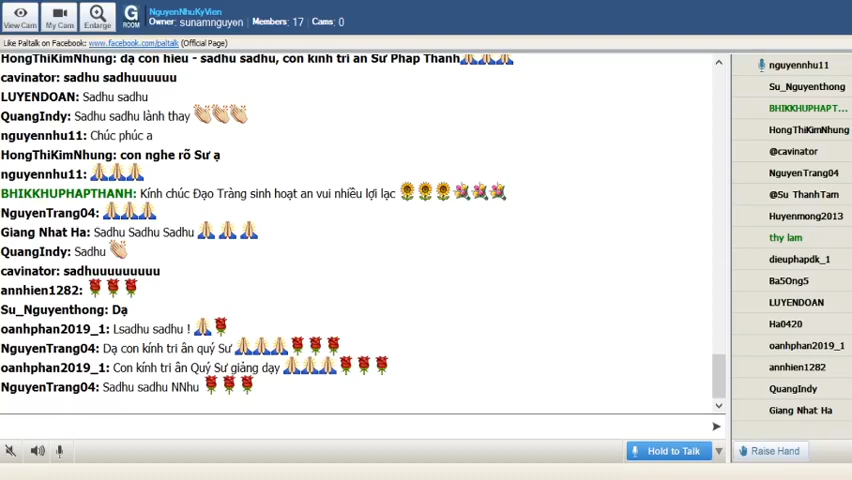 View Cam
My Cam
Enlarge
G
ROOM
NguyenNhuKyVien
Owner: sunamnguyen Members: 17 Cams: 0
Like Paltalk on Facebook: www.facebook.com/paltalk (Official Page)
HongThiKimNhung: dạ con hieu - sadhu sadhu, con kính tri ân Sư Phap Thanh
cavinator: sadhu sadhuuuuuu
LUYENDOAN: Sadhu sadhu
QuangIndy: Sadhu sadhu lành thay
nguyennhu11: Chúc phúc a
HongThiKimNhung: con nghe rõ Sư ạ
nguyennhu11:
BHIKKHUPHAPTHANH: Kính chúc Đạo Tràng sinh hoạt an vui nhiều lợi lạc
NguyenTrang04:
Giang Nhat Ha: Sadhu Sadhu Sadhu
QuangIndy: Sadhu
cavinator: sadhuuuuuuuuu
annhien1282:
Su_Nguyenthong: Dạ
oanhphan2019_1: Lsadhu sadhu !
NguyenTrang04: Dạ con kính tri ân quý Sư
oanhphan2019_1: Con kính tri ân Quý Sư giảng dạy
NguyenTrang04: Sadhu sadhu NNhu
Hold to Talk
nguyennhu11
Su_Nguyenthong
BHIKKHUPHAPT...
HongThiKimNhung
@cavinator
NguyenTrang04
@Su ThanhTam
Huyenmong2013
thy lam
dieuphapdk_1
Ba5Ong5
LUYENDOAN
Ha0420
oanhphan2019_1
annhien1282
QuangIndy
Giang Nhat Ha
Raise Hand